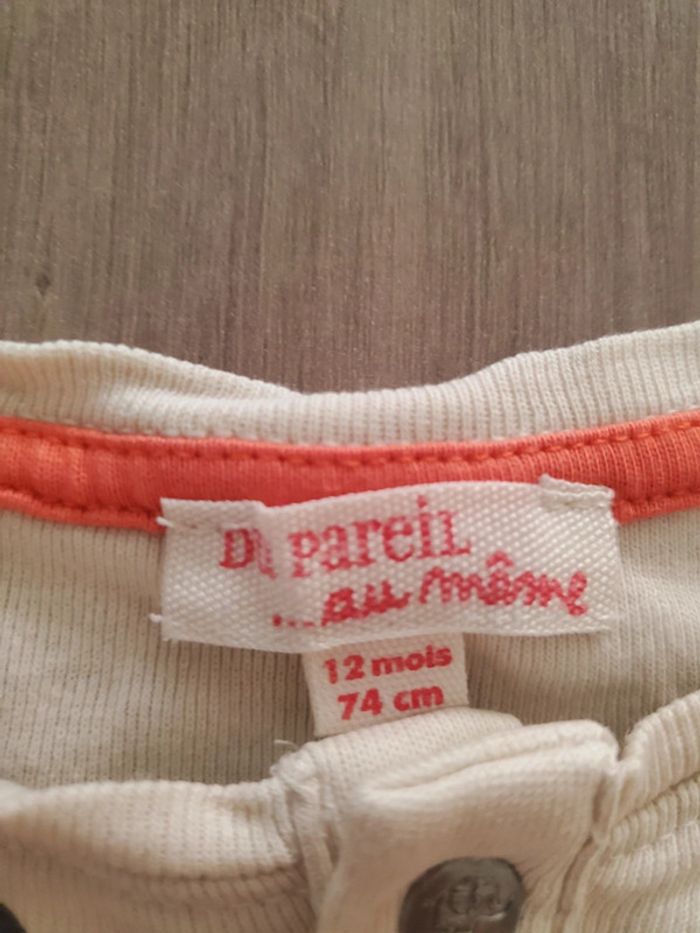 DU PareiL
...au même
12 mois
74 cm